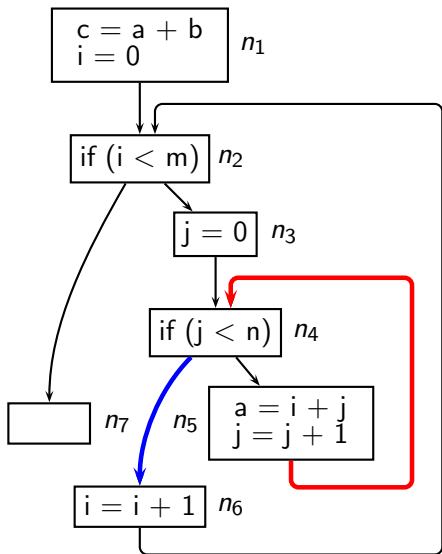 c = a + b
i = 0
n1
if (i < m)
n2
j = 0
n3
if (j < n)
n4
a = i + j
j = j + 1
n5
n7
i = i + 1
n6